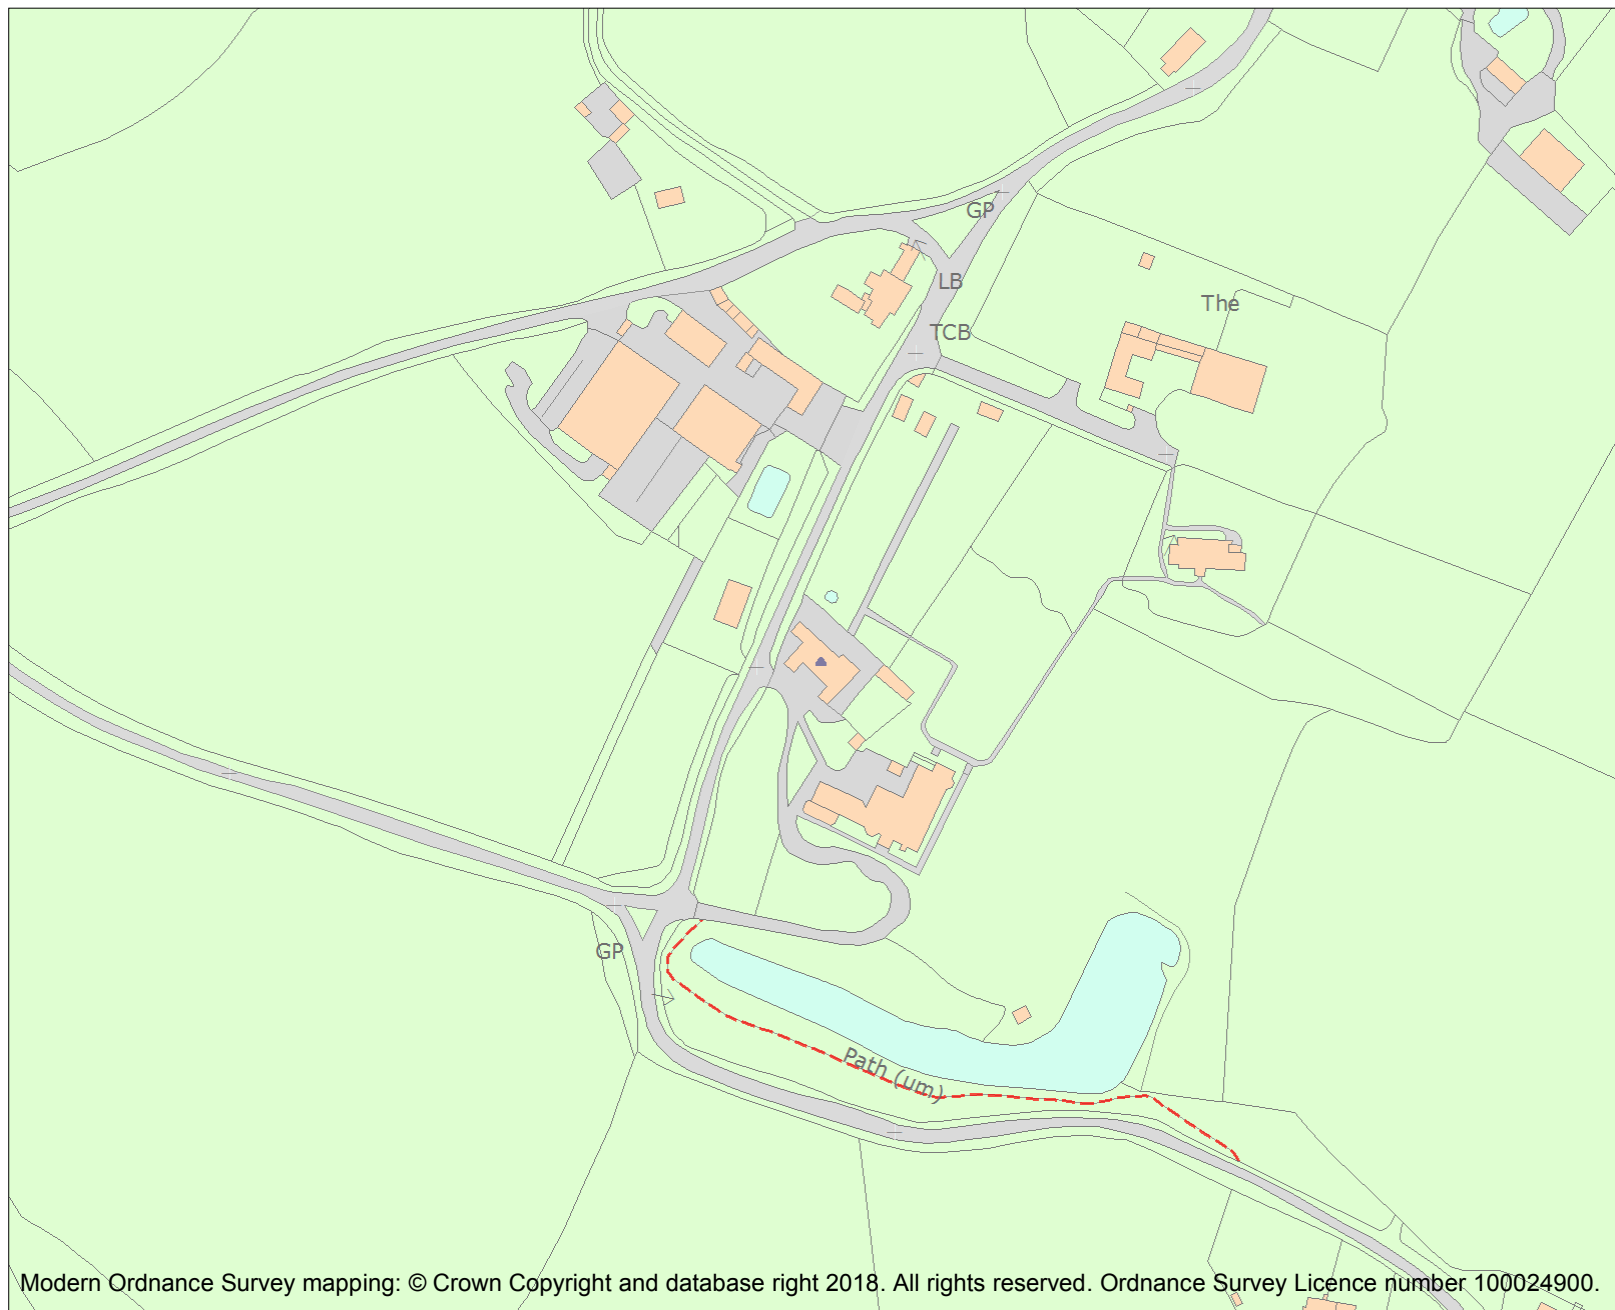 GP
LB
The
TCB
GP
Path (um)
Modern Ordnance Survey mapping: © Crown Copyright and database right 2018. All rights reserved. Ordnance Survey Licence number 100024900.